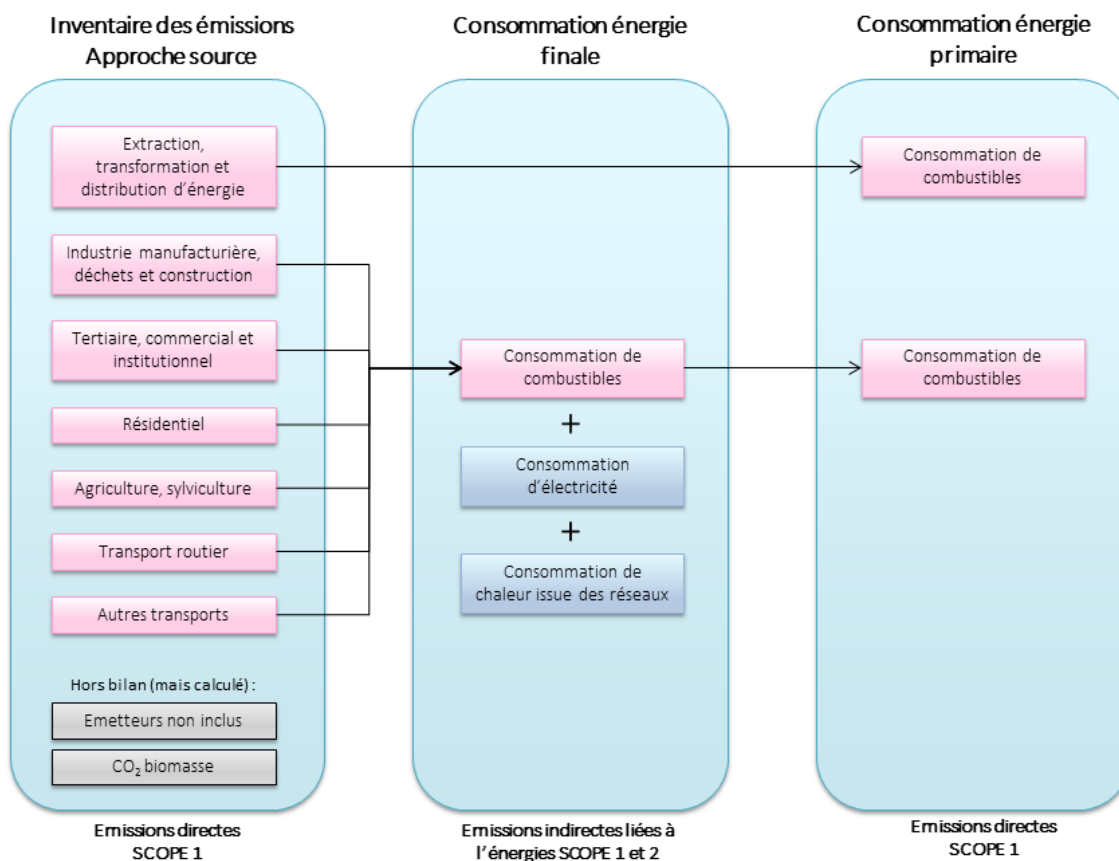 Inventaire des émissions
Approche source
Extraction,
transformation et
distribution d'énergie
Industrie manufacturière,
déchets et construction
Tertiaire, commercial et
institutionnel
Résidentiel
Agriculture, sylviculture
Transport routier
Autres transports
Hors bilan (mais calculé) :
Emetteurs non inclus
CO₂ biomasse
Emissions directes
SCOPE 1
Consommation énergie
finale
Consommation de
combustibles
+
Consommation
d'électricité
+
Consommation de
chaleur issue des réseaux
Emissions indirectes liées à
l'énergies SCOPE 1 et 2
Consommation énergie
primaire
Consommation de
combustibles
Consommation de
combustibles
Emissions directes
SCOPE 1